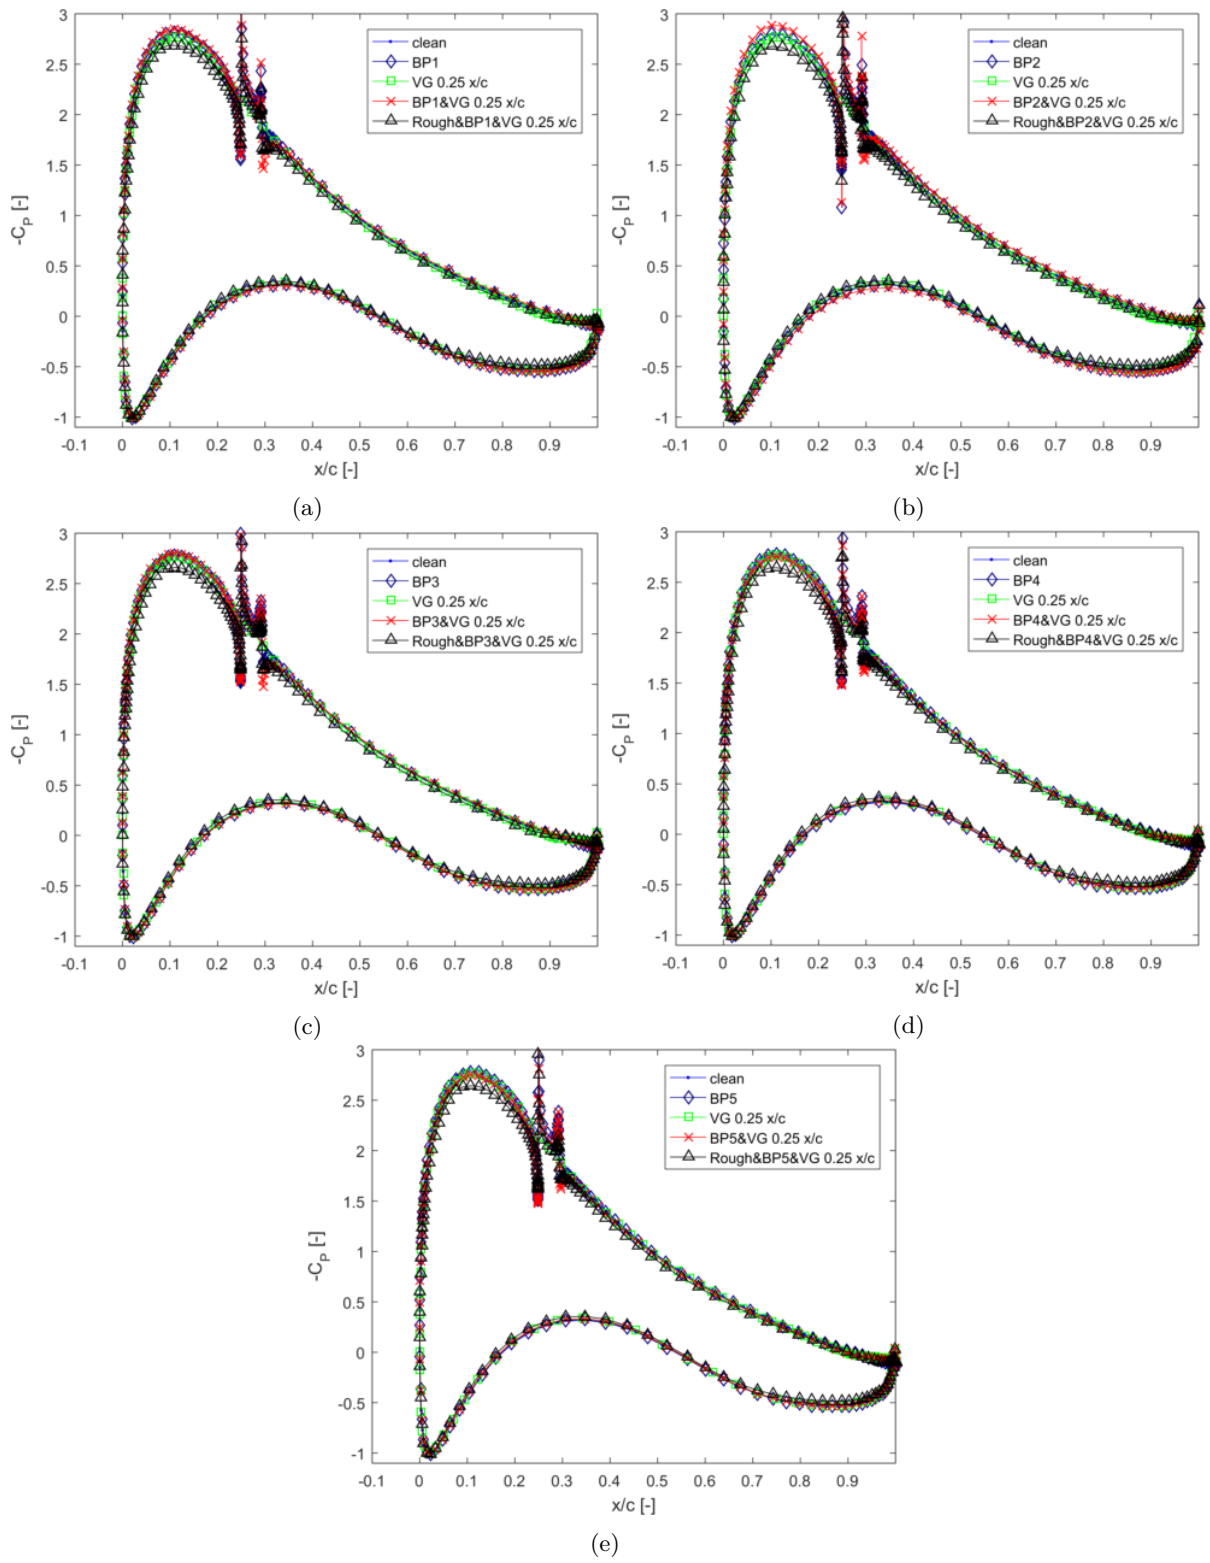 3
2.5
2
1.5
1
0.5
0
-0.5
-1
-C_P [-]
clean
BP1
VG 0.25 x/c
BP1&VG 0.25 x/c
Rough&BP1&VG 0.25 x/c
-0.1 0 0.1 0.2 0.3 0.4 0.5 0.6 0.7 0.8 0.9
x/c [-]
(a)
3
2.5
2
1.5
1
0.5
0
-0.5
-1
-C_P [-]
clean
BP2
VG 0.25 x/c
BP2&VG 0.25 x/c
Rough&BP2&VG 0.25 x/c
-0.1 0 0.1 0.2 0.3 0.4 0.5 0.6 0.7 0.8 0.9
x/c [-]
(b)
3
2.5
2
1.5
1
0.5
0
-0.5
-1
-C_P [-]
clean
BP3
VG 0.25 x/c
BP3&VG 0.25 x/c
Rough&BP3&VG 0.25 x/c
-0.1 0 0.1 0.2 0.3 0.4 0.5 0.6 0.7 0.8 0.9
x/c [-]
(c)
3
2.5
2
1.5
1
0.5
0
-0.5
-1
-C_P [-]
clean
BP4
VG 0.25 x/c
BP4&VG 0.25 x/c
Rough&BP4&VG 0.25 x/c
-0.1 0 0.1 0.2 0.3 0.4 0.5 0.6 0.7 0.8 0.9
x/c [-]
(d)
3
2.5
2
1.5
1
0.5
0
-0.5
-1
-C_P [-]
clean
BP5
VG 0.25 x/c
BP5&VG 0.25 x/c
Rough&BP5&VG 0.25 x/c
-0.1 0 0.1 0.2 0.3 0.4 0.5 0.6 0.7 0.8 0.9
x/c [-]
(e)